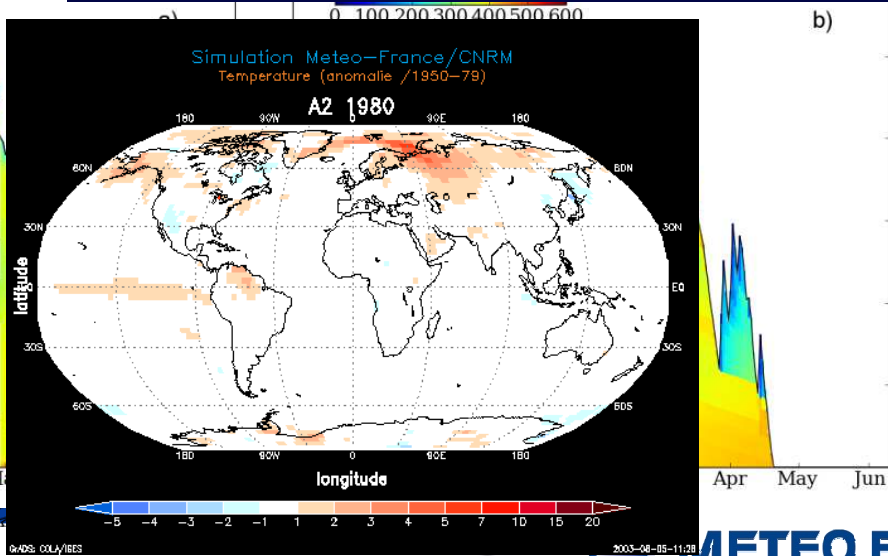 0 100 200 300 400 500 600
b)
Simulation Meteo-France/CNRM
Temperature (anomalie /1950-79)
A2 1980
180 90W 0 90E 180
60N 60N
30N 30N
latitude
EQ EQ
30S 30S
60S 60S
180 90W 0 90E 180
longitude
-5 -4 -3 -2 -1 1 2 3 4 5 7 10 15 20
GrADS: COLA/IGES 2003-08-05-11:28
Apr May Jun
METEO